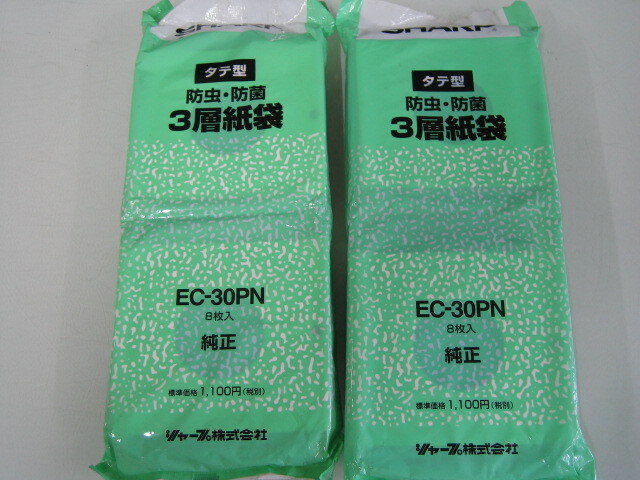 SHARP
タテ型
防虫・防菌
3層紙袋
EC-30PN
8枚入
純正
標準価格1,100円(税別)
シャープ株式会社
SHARP
タテ型
防虫・防菌
3層紙袋
EC-30PN
8枚入
純正
標準価格1,100円(税別)
シャープ株式会社